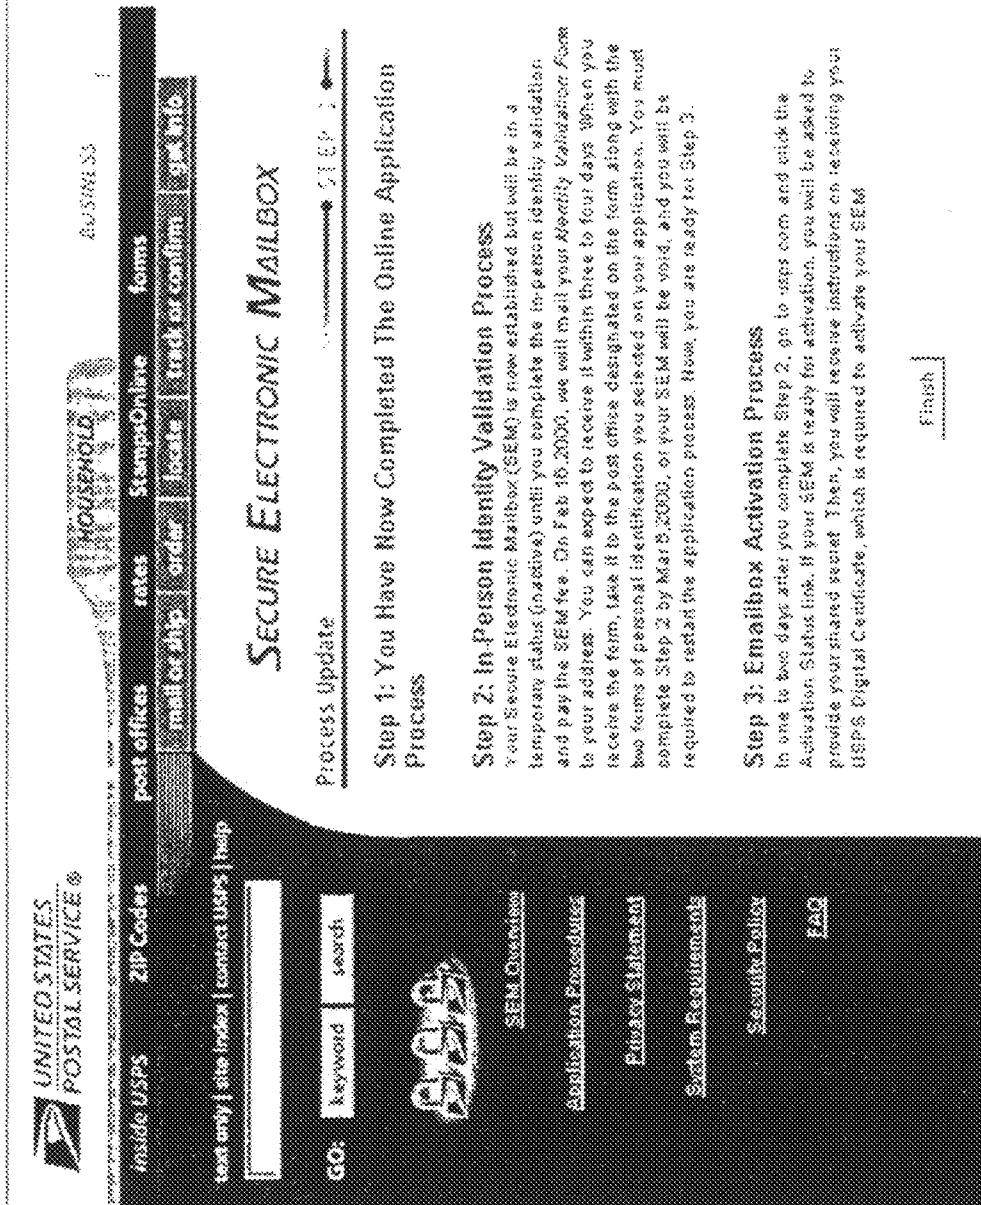 UNITED STATES
POSTAL SERVICE ®
HOUSEHOLD
BUSINESS
inside USPS ZIP Codes post offices rates StampsOnline forms
mail or ship order locate track or confirm get info
text only | site index | contact USPS | help
GO: keyword search
SEM Overview
Application Procedures
Privacy Statement
System Requirements
Security Policy
FAQ
SECURE ELECTRONIC MAILBOX
Process Update
STEP
Step 1: You Have Now Completed The Online Application
Process
Step 2: In-Person Identity Validation Process
Your Secure Electronic Mailbox (SEM) is now established but will be in a
temporary status (inactive) until you complete the in-person identity validation
and pay the SEM fee. On Feb 16 2000, we will mail your Identity Validation Form
to your address. You can expect to receive it within three to four days. When you
receive the form, take it to the post office designated on the form along with the
two forms of personal identification you selected on your application. You must
complete Step 2 by Mar 8, 2000, or your SEM will be void, and you will be
required to restart the application process. Now, you are ready for Step 3.
Step 3: Emailbox Activation Process
In one to two days after you complete Step 2, go to usps com and click the
Activation Status link. If your SEM is ready for activation, you will be asked to
provide your shared secret. Then, you will receive instructions on receiving your
USPS Digital Certificate, which is required to activate your SEM
Finish